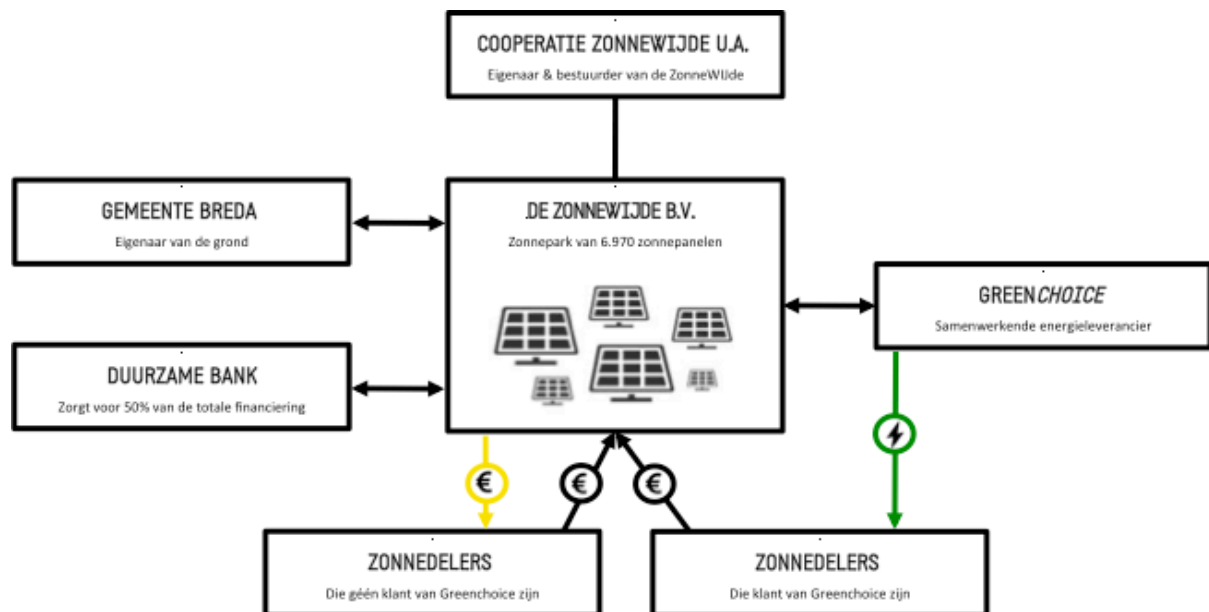 COOPERATIE ZONNEWIJDE U.A.
Eigenaar & bestuurder van de ZonneWIJde
GEMEENTE BREDA
Eigenaar van de grond
DE ZONNEWIJDE B.V.
Zonnepark van 6.970 zonnepanelen
GREENCHOICE
Samenwerkende energieleverancier
DUURZAME BANK
Zorgt voor 50% van de totale financiering
€
€
€
ZONNEDELERS
Die géén klant van Greenchoice zijn
ZONNEDELERS
Die klant van Greenchoice zijn